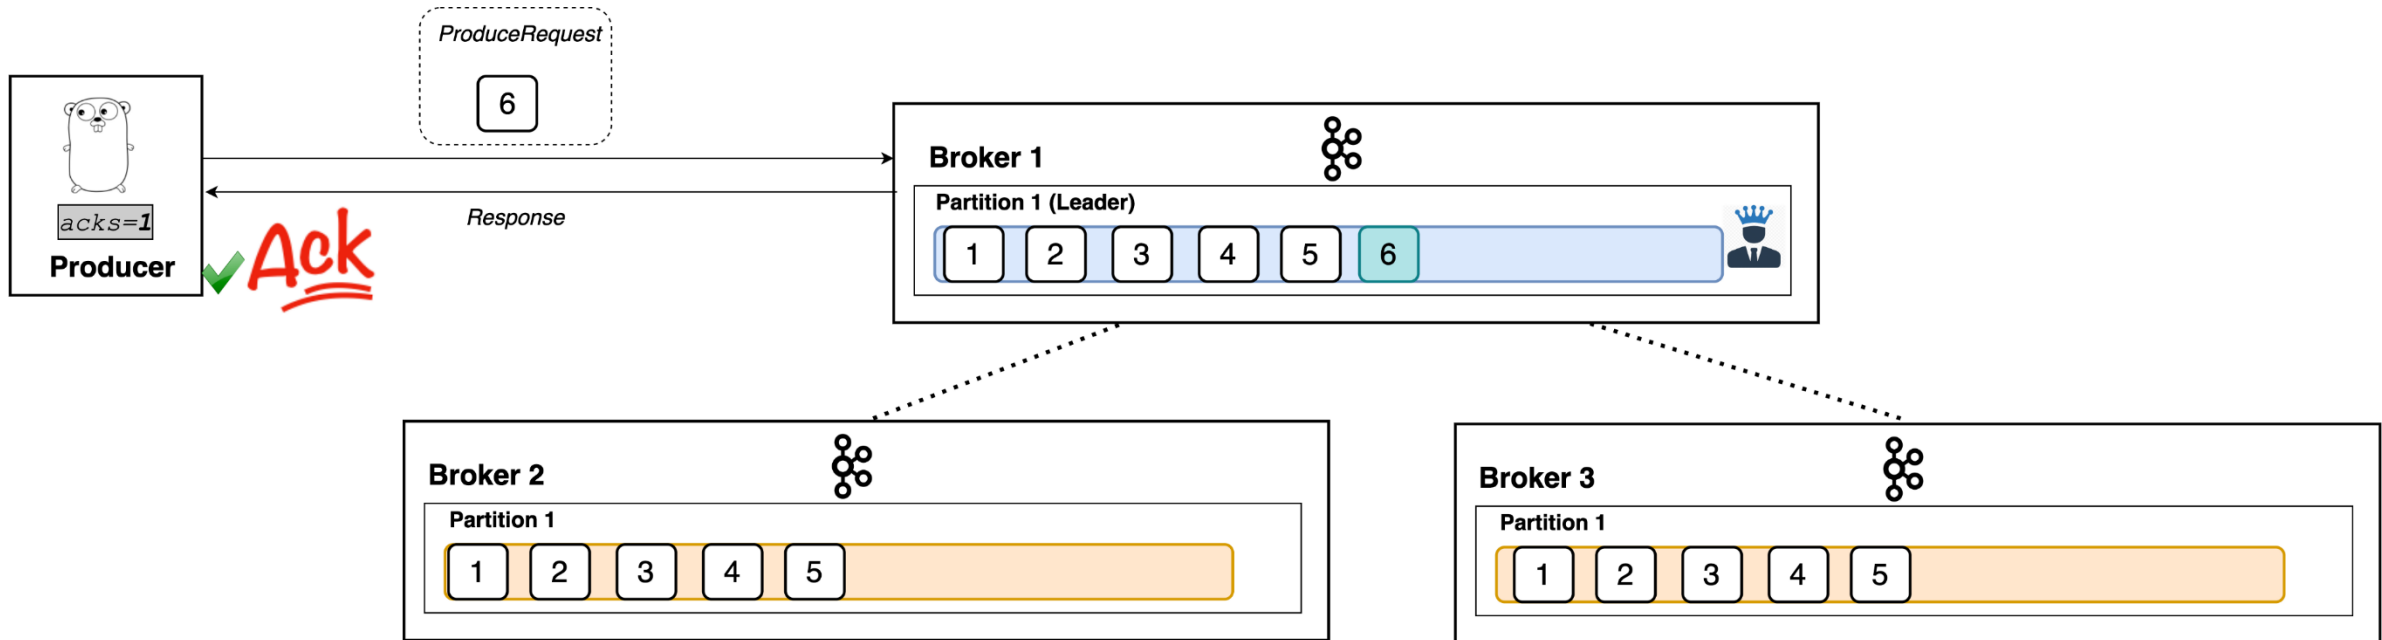 ProduceRequest
6
acks=1
Producer
Ack
Response
Broker 1
Partition 1 (Leader)
1 2 3 4 5 6
Broker 2
Partition 1
1 2 3 4 5
Broker 3
Partition 1
1 2 3 4 5